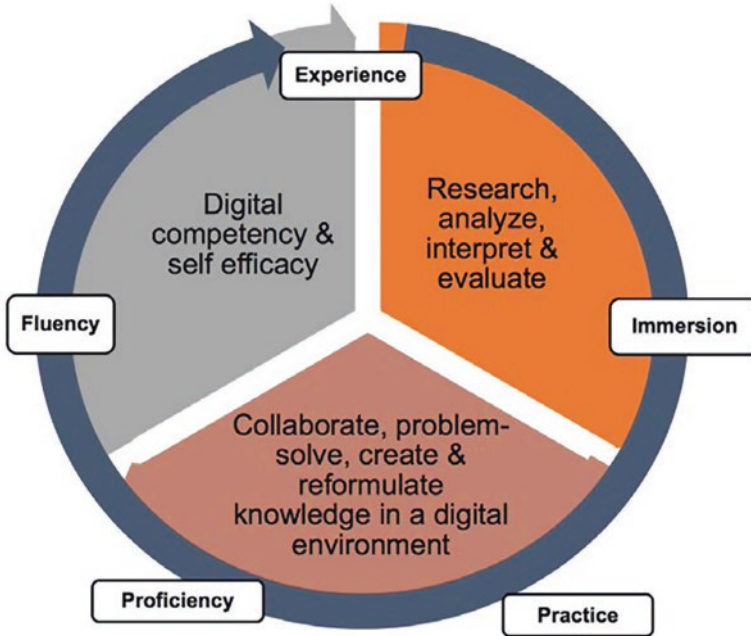 Experience
Research,
analyze,
interpret &
evaluate
Digital
competency &
self efficacy
Fluency
Immersion
Collaborate, problem-
solve, create &
reformulate
knowledge in a digital
environment
Proficiency
Practice